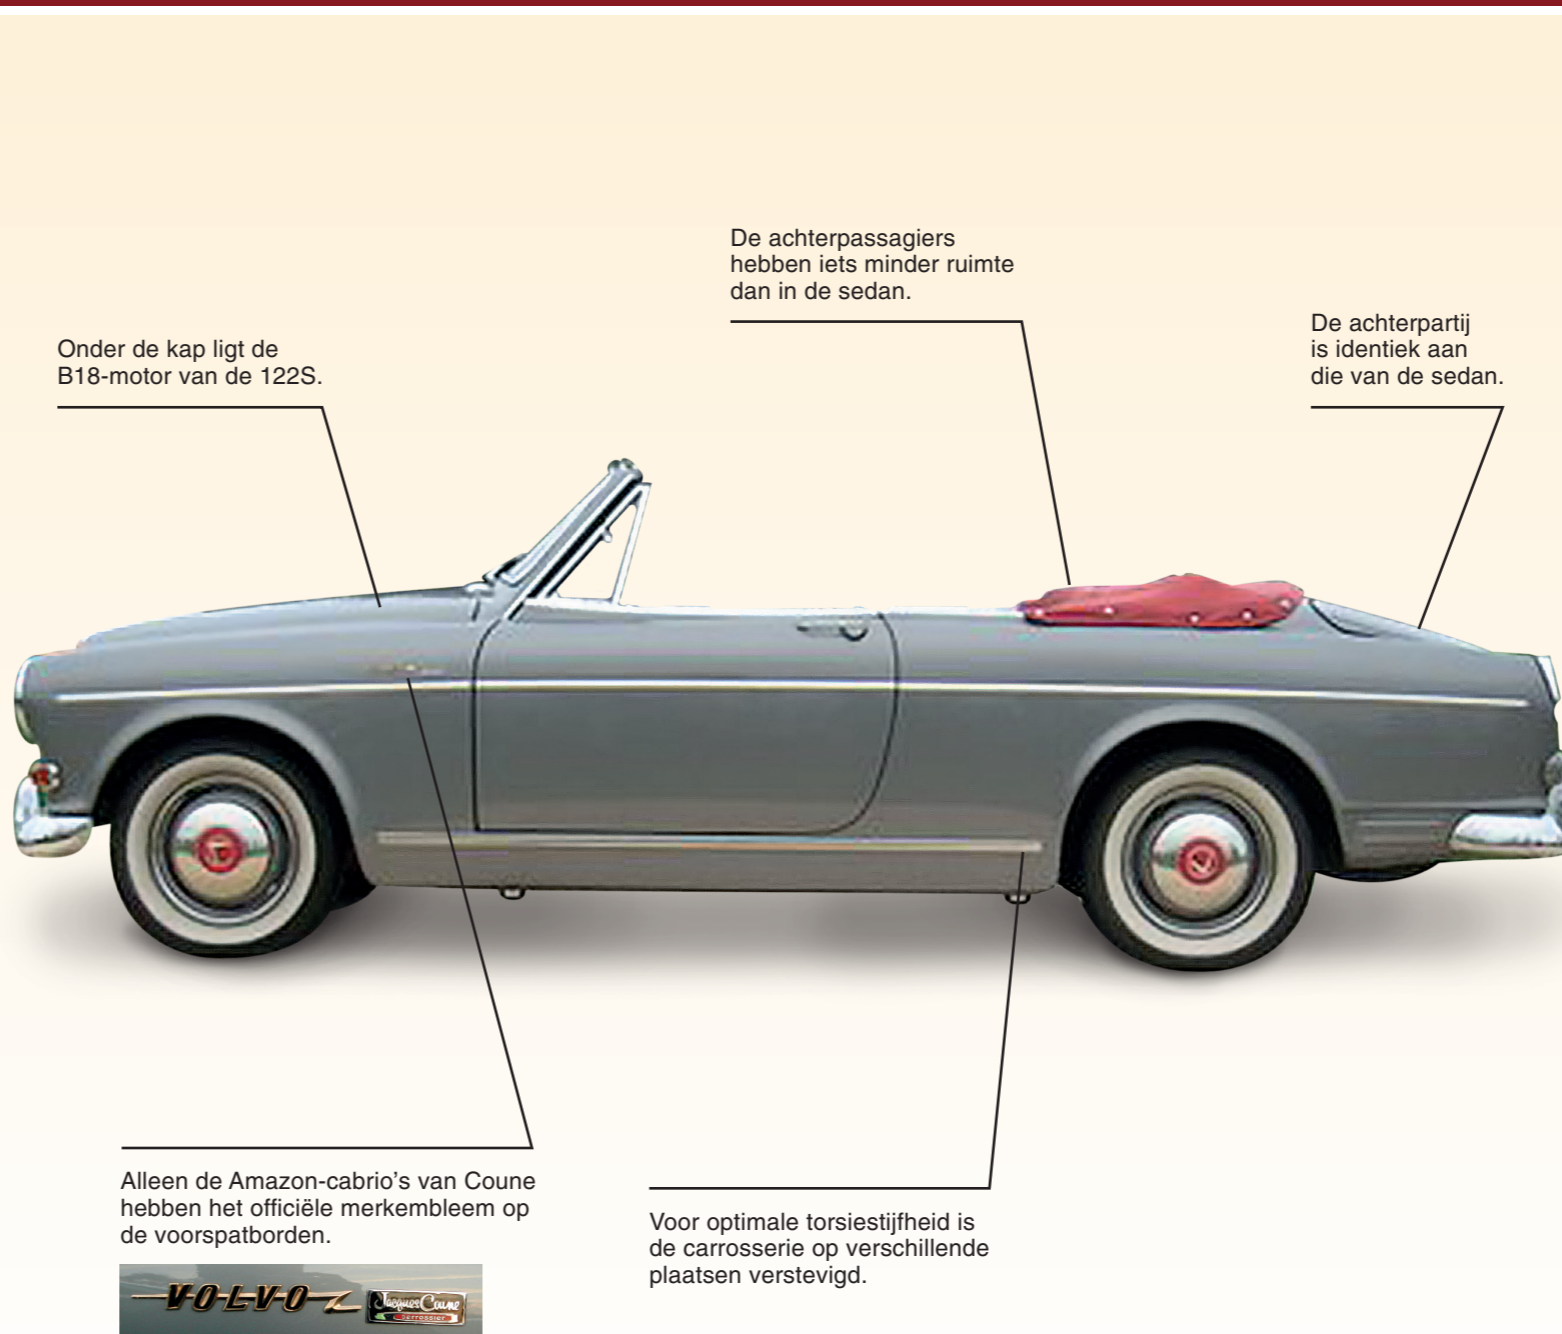 De achterpassagiers
hebben iets minder ruimte
dan in de sedan.
De achterpartij
is identiek aan
die van de sedan.
Onder de kap ligt de
B18-motor van de 122S.
Alleen de Amazon-cabrio’s van Coune
hebben het officiële merkembleem op
de voorspatborden.
Voor optimale torsiestijfheid is
de carrosserie op verschillende
plaatsen verstevigd.
VOLVO
Jacques Coune
carrossier